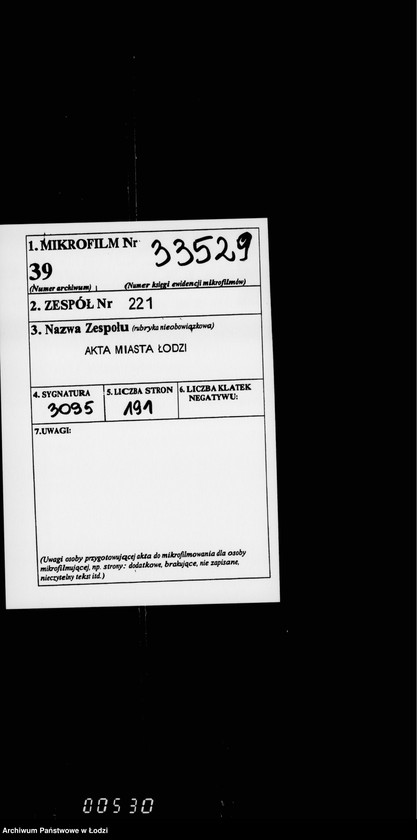 1. MIKROFILM Nr 33529
39
(Numer archiwum) (Numer księgi ewidencji mikrofilmów)
2. ZESPÓŁ Nr 221
3. Nazwa Zespołu (rubryka nieobowiązkowa)
AKTA MIASTA ŁODZI
4. SYGNATURA 5. LICZBA STRON 6. LICZBA KLATEK
NEGATYWU:
3095 191
7.UWAGI:
(Uwagi osoby przygotowującej akta do mikrofilmowania dla osoby
mikrofilmującej, np. strony: dodatkowe, brakujące, nie zapisane,
nieczytelny tekst itd.)
00530
Archiwum Państwowe w Łodzi